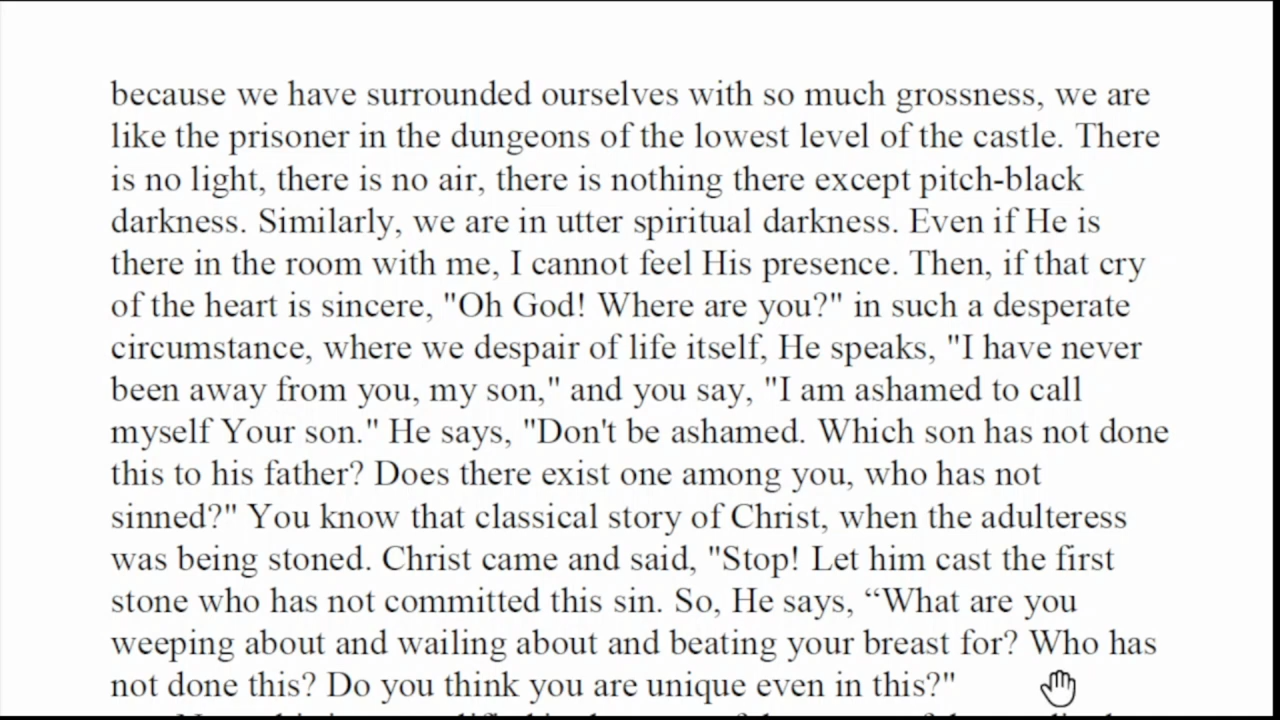 because we have surrounded ourselves with so much grossness, we are
like the prisoner in the dungeons of the lowest level of the castle. There
is no light, there is no air, there is nothing there except pitch-black
darkness. Similarly, we are in utter spiritual darkness. Even if He is
there in the room with me, I cannot feel His presence. Then, if that cry
of the heart is sincere, "Oh God! Where are you?" in such a desperate
circumstance, where we despair of life itself, He speaks, "I have never
been away from you, my son," and you say, "I am ashamed to call
myself Your son." He says, "Don't be ashamed. Which son has not done
this to his father? Does there exist one among you, who has not
sinned?" You know that classical story of Christ, when the adulteress
was being stoned. Christ came and said, "Stop! Let him cast the first
stone who has not committed this sin. So, He says, “What are you
weeping about and wailing about and beating your breast for? Who has
not done this? Do you think you are unique even in this?"